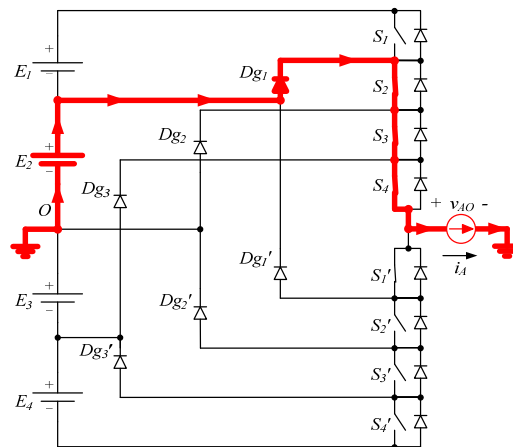 S1
+
E1
−
Dg1
S2
+
E2
−
Dg2
S3
Dg3
S4
O
+ vAO -
iA
Dg1'
S1'
+
E3
−
Dg2'
S2'
Dg3'
S3'
+
E4
−
S4'